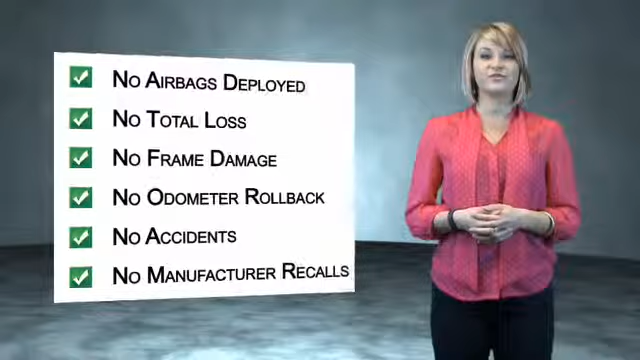 No Airbags Deployed
No Total Loss
No Frame Damage
No Odometer Rollback
No Accidents
No Manufacturer Recalls